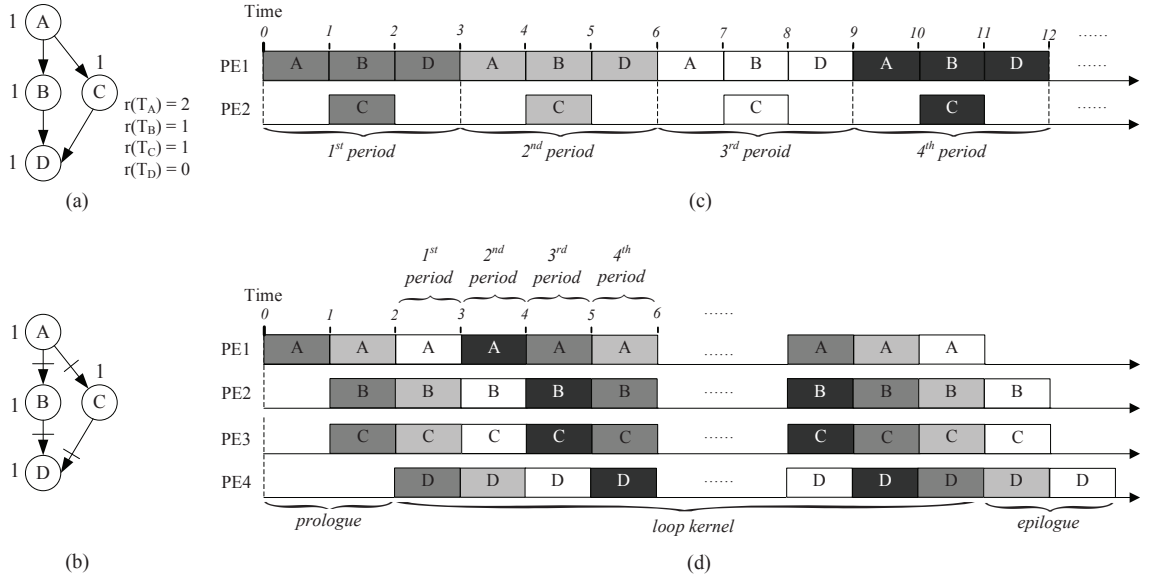 1 A
1
1 B C
r(T_A) = 2
r(T_B) = 1
r(T_C) = 1
r(T_D) = 0
1 D
(a)
Time
0 1 2 3 4 5 6 7 8 9 10 11 12 ......
PE1 A B D A B D A B D A B D ......
PE2 C C C C ......
1st period 2nd period 3rd peroid 4th period
(c)
1 A
1
1 B C
1 D
(b)
1st period 2nd period 3rd period 4th period
Time
0 1 2 3 4 5 6 ......
PE1 A A A A A A ...... A A A
PE2 B B B B B ...... B B B B
PE3 C C C C C ...... C C C C
PE4 D D D D ...... D D D D D
prologue loop kernel epilogue
(d)